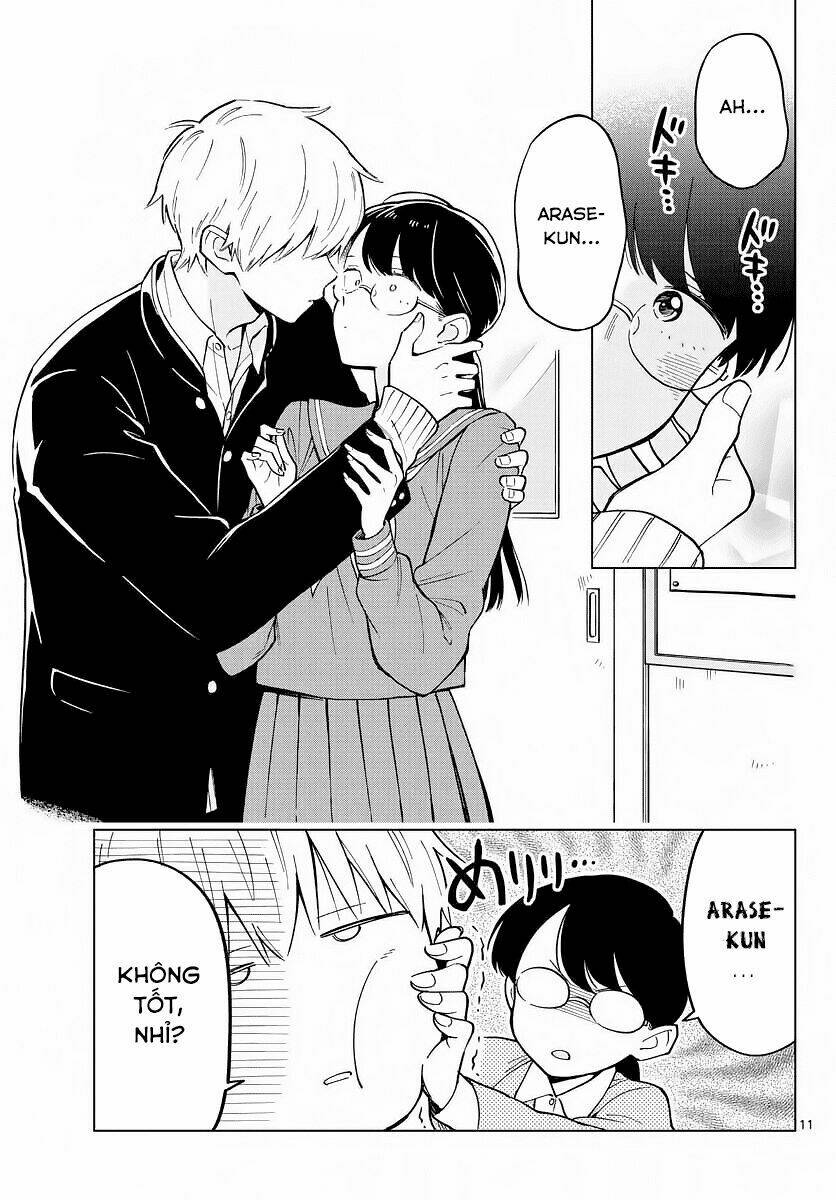 AH...
ドキ...
ドキ...
ARASE-
KUN...
ARASE-
KUN
...
めりり...
KHÔNG
TỐT,
NHỈ?
11